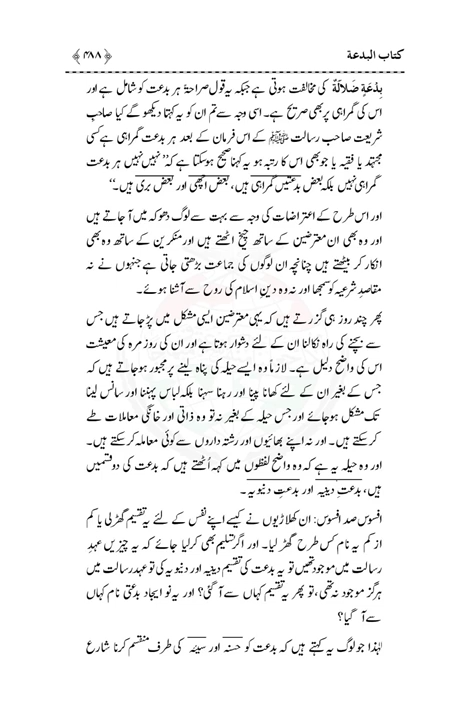 کتاب البدعة
﴿ ۴۸۸ ﴾
بِدْعَةٍ ضَلَالَةٌ کی مخالفت ہوتی ہے جبکہ یہ قول صراحۃً ہر بدعت کو شامل ہے اور
اس کی گمراہی پر بھی صریح ہے۔ اسی وجہ سے تم ان کو یہ کہتا دیکھو گے کیا صاحب
شریعت صاحب رسالت ﷺ کے اس فرمان کے بعد ہر بدعت گمراہی ہے کسی
مجتہد یا فقیہ یا جو بھی اس کا رتبہ ہو یہ کہنا صحیح ہوسکتا ہے کہ ’’نہیں نہیں ہر بدعت
گمراہی نہیں بلکہ بعض بدعتیں گمراہی ہیں، بعض اچھی اور بعض بری ہیں۔‘‘
اور اس طرح کے اعتراضات کی وجہ سے بہت سے لوگ دھوکہ میں آ جاتے ہیں
اور وہ بھی ان معترضین کے ساتھ چیخ اٹھتے ہیں اور منکرین کے ساتھ وہ بھی
انکار کر بیٹھتے ہیں چنانچہ ان لوگوں کی جماعت بڑھتی جاتی ہے جنہوں نے نہ
مقاصدِ شرعیہ کو سمجھا اور نہ وہ دینِ اسلام کی روح سے آشنا ہوئے۔
پھر چند روز ہی گزرتے ہیں کہ یہی معترضین ایسی مشکل میں پڑ جاتے ہیں جس
سے بچنے کی راہ نکالنا ان کے لئے دشوار ہوتا ہے اور ان کی روز مرہ کی معیشت
اس کی واضح دلیل ہے۔ لازماً وہ ایسے حیلہ کی پناہ لینے پر مجبور ہوجاتے ہیں کہ
جس کے بغیر ان کے لئے کھانا پینا اور رہنا سہنا بلکہ لباس پہننا اور سانس لینا
تک مشکل ہوجائے اور جس حیلہ کے بغیر نہ تو وہ ذاتی اور خانگی معاملات طے
کرسکتے ہیں۔ اور نہ اپنے بھائیوں اور رشتہ داروں سے کوئی معاملہ کرسکتے ہیں۔
اور وہ حیلہ یہ ہے کہ وہ واضح لفظوں میں کہہ اُٹھتے ہیں کہ بدعت کی دو قسمیں
ہیں، بدعتِ دینیہ اور بدعتِ دنیویہ۔
افسوس صد افسوس: ان کھلاڑیوں نے کیسے اپنے نفس کے لئے یہ تقسیم گھڑ لی یا کم
از کم یہ نام کس طرح گھڑ لیا۔ اور اگر تسلیم بھی کرلیا جائے کہ یہ چیزیں عہدِ
رسالت میں موجود تھیں تو یہ بدعت کی تقسیم دینیہ اور دنیویہ کی تو عہدِ رسالت میں
ہرگز موجود نہ تھی، تو پھر یہ تقسیم کہاں سے آ گئی؟ اور یہ نو ایجاد بدعتی نام کہاں
سے آ گیا؟
لہٰذا جو لوگ یہ کہتے ہیں کہ بدعت کو حسنہ اور سیئہ کی طرف منقسم کرنا شارع